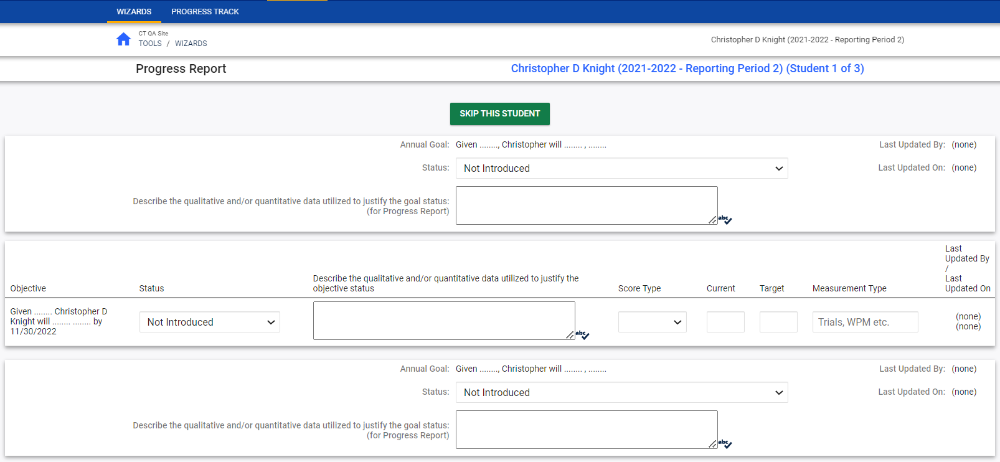 WIZARDS PROGRESS TRACK
CT QA Site
TOOLS / WIZARDS
Christopher D Knight (2021-2022 - Reporting Period 2)
Progress Report
Christopher D Knight (2021-2022 - Reporting Period 2) (Student 1 of 3)
SKIP THIS STUDENT
Annual Goal: Given ........, Christopher will ........ , ........
Last Updated By: (none)
Status: Not Introduced
Last Updated On: (none)
Describe the qualitative and/or quantitative data utilized to justify the goal status:
(for Progress Report)
abc
Objective
Status
Describe the qualitative and/or quantitative data utilized to justify the
objective status
Score Type
Current
Target
Measurement Type
Last
Updated By
/
Last
Updated On
Given ........ Christopher D
Knight will ........ ........ by
11/30/2022
Not Introduced
abc
Trials, WPM etc.
(none)
(none)
Annual Goal: Given ........, Christopher will ........ , ........
Last Updated By: (none)
Status: Not Introduced
Last Updated On: (none)
Describe the qualitative and/or quantitative data utilized to justify the goal status:
(for Progress Report)
abc